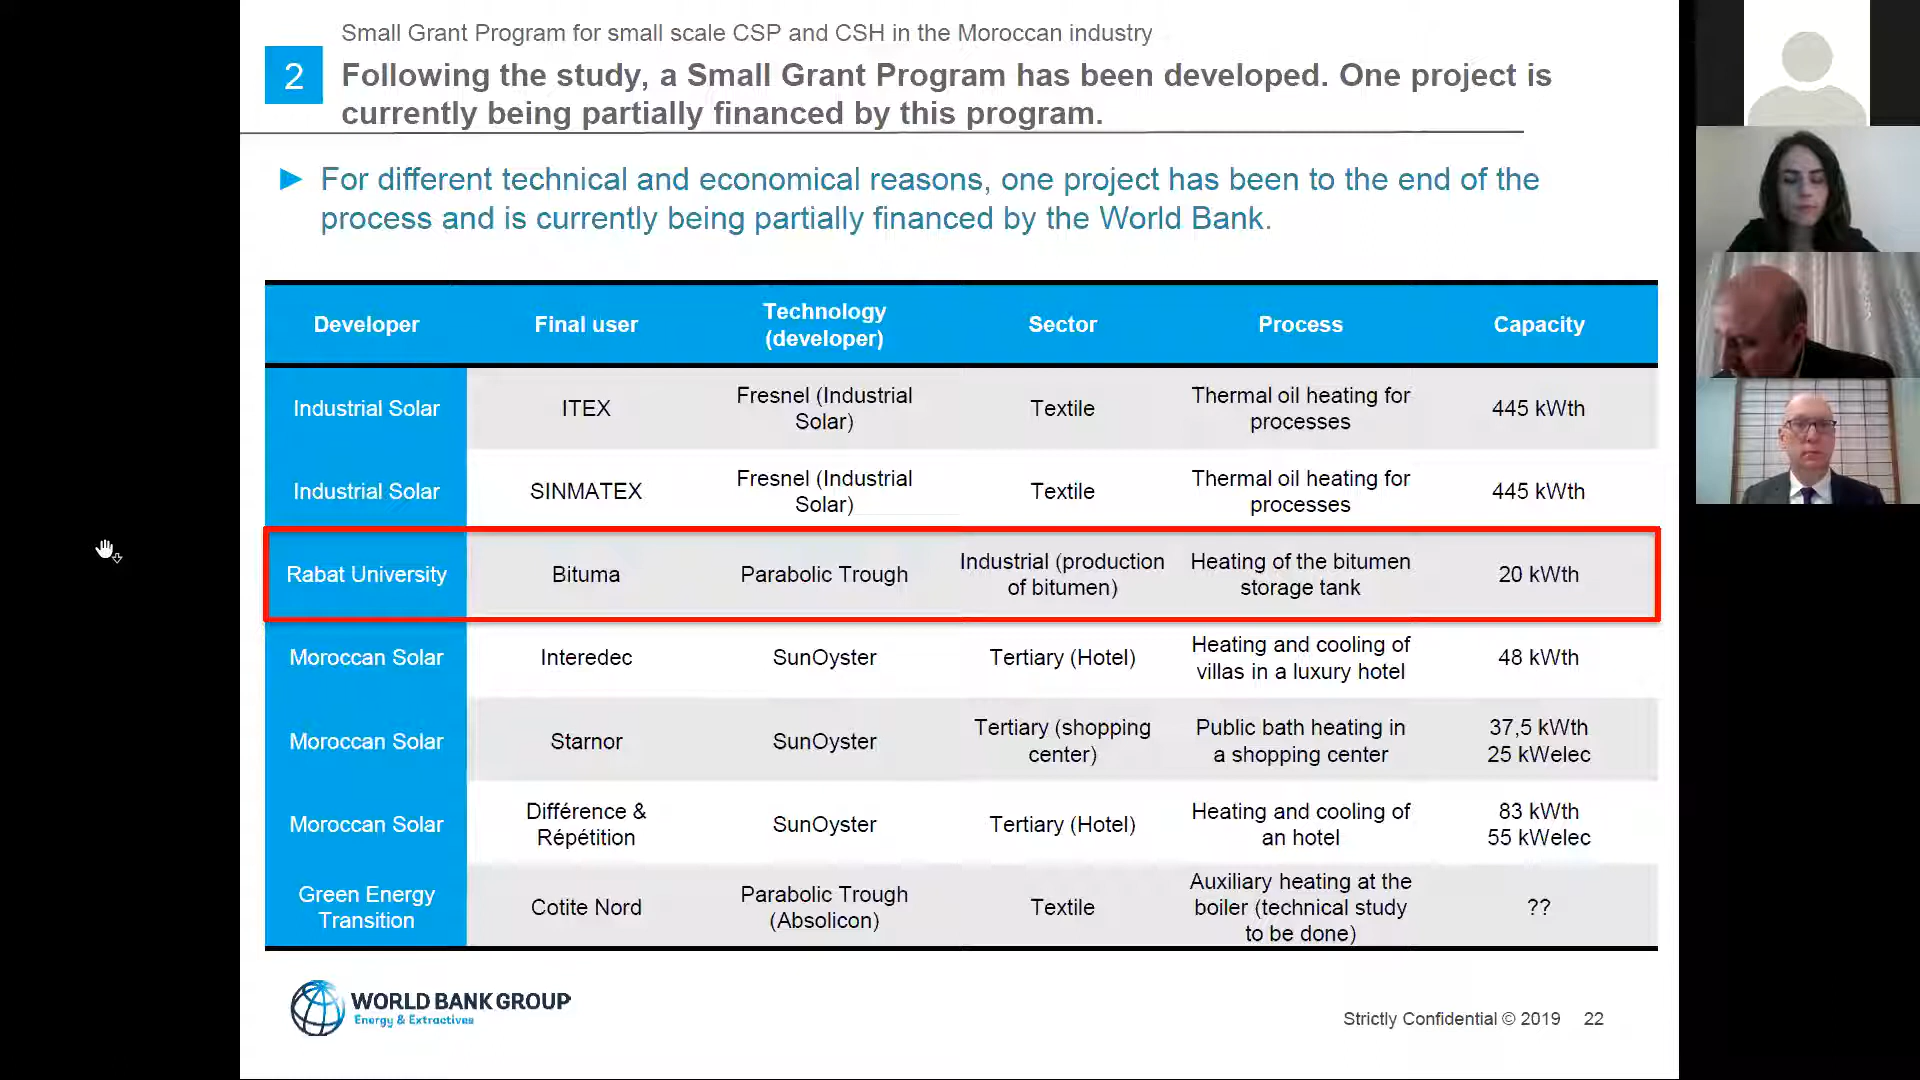 Small Grant Program for small scale CSP and CSH in the Moroccan industry
2
Following the study, a Small Grant Program has been developed. One project is
currently being partially financed by this program.
For different technical and economical reasons, one project has been to the end of the
process and is currently being partially financed by the World Bank.
Developer
Final user
Technology
(developer)
Sector
Process
Capacity
Industrial Solar
ITEX
Fresnel (Industrial
Solar)
Textile
Thermal oil heating for
processes
445 kWth
Industrial Solar
SINMATEX
Fresnel (Industrial
Solar)
Textile
Thermal oil heating for
processes
445 kWth
Rabat University
Bituma
Parabolic Trough
Industrial (production
of bitumen)
Heating of the bitumen
storage tank
20 kWth
Moroccan Solar
Interedec
SunOyster
Tertiary (Hotel)
Heating and cooling of
villas in a luxury hotel
48 kWth
Moroccan Solar
Starnor
SunOyster
Tertiary (shopping
center)
Public bath heating in
a shopping center
37,5 kWth
25 kWelec
Moroccan Solar
Différence &
Répétition
SunOyster
Tertiary (Hotel)
Heating and cooling of
an hotel
83 kWth
55 kWelec
Green Energy
Transition
Cotite Nord
Parabolic Trough
(Absolicon)
Textile
Auxiliary heating at the
boiler (technical study
to be done)
??
WORLD BANK GROUP
Energy & Extractives
Strictly Confidential © 2019 22